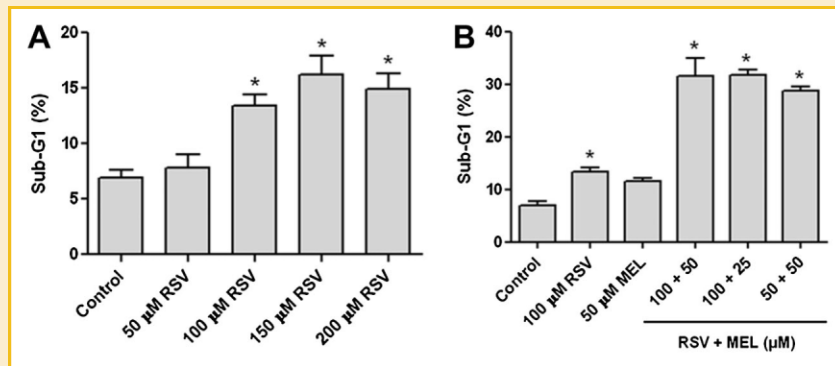 A
Sub-G1 (%)
20
15
10
5
0
*
*
*
Control
50 µM RSV
100 µM RSV
150 µM RSV
200 µM RSV
B
Sub-G1 (%)
40
30
20
10
0
*
*
*
*
Control
100 µM RSV
50 µM MEL
100 + 50
100 + 25
50 + 50
RSV + MEL (µM)